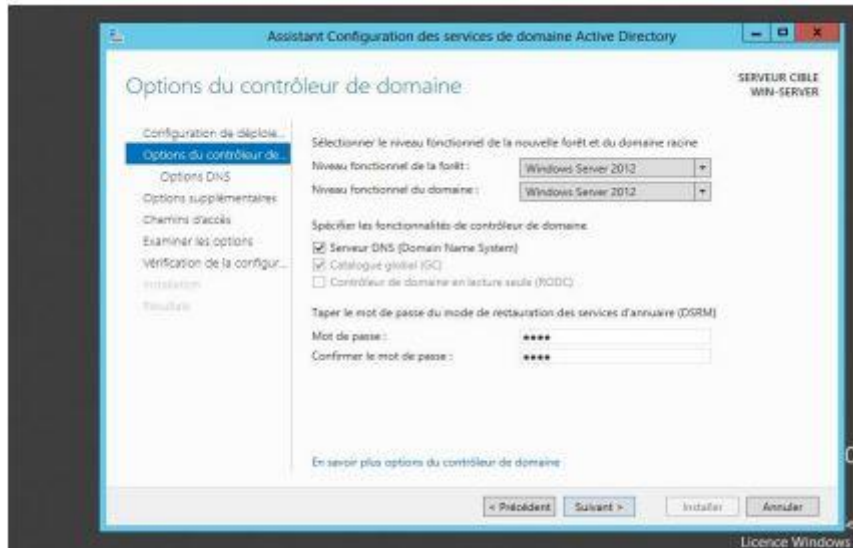 Assistant Configuration des services de domaine Active Directory
Options du contrôleur de domaine
SERVEUR CIBLE
WIN-SERVER
Configuration de déploie...
Options du contrôleur de...
Options DNS
Options supplémentaires
Chemins d'accès
Examiner les options
Vérification de la configur...
Installation
Résultats
Sélectionner le niveau fonctionnel de la nouvelle forêt et du domaine racine
Niveau fonctionnel de la forêt : Windows Server 2012
Niveau fonctionnel du domaine : Windows Server 2012
Spécifier les fonctionnalités de contrôleur de domaine
Serveur DNS (Domain Name System)
Catalogue global (GC)
Contrôleur de domaine en lecture seule (RODC)
Taper le mot de passe du mode de restauration des services d'annuaire (DSRM)
Mot de passe : ●●●●
Confirmer le mot de passe : ●●●●
En savoir plus options du contrôleur de domaine
< Précédent Suivant > Installer Annuler
Licence Windows